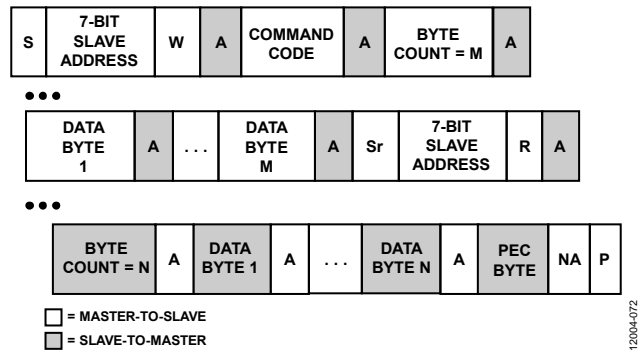 S 7-BIT SLAVE ADDRESS W A COMMAND CODE A BYTE COUNT = M A
DATA BYTE 1 A . . . DATA BYTE M A Sr 7-BIT SLAVE ADDRESS R A
BYTE COUNT = N A DATA BYTE 1 A . . . DATA BYTE N A PEC BYTE NA P
= MASTER-TO-SLAVE
= SLAVE-TO-MASTER
12004-072